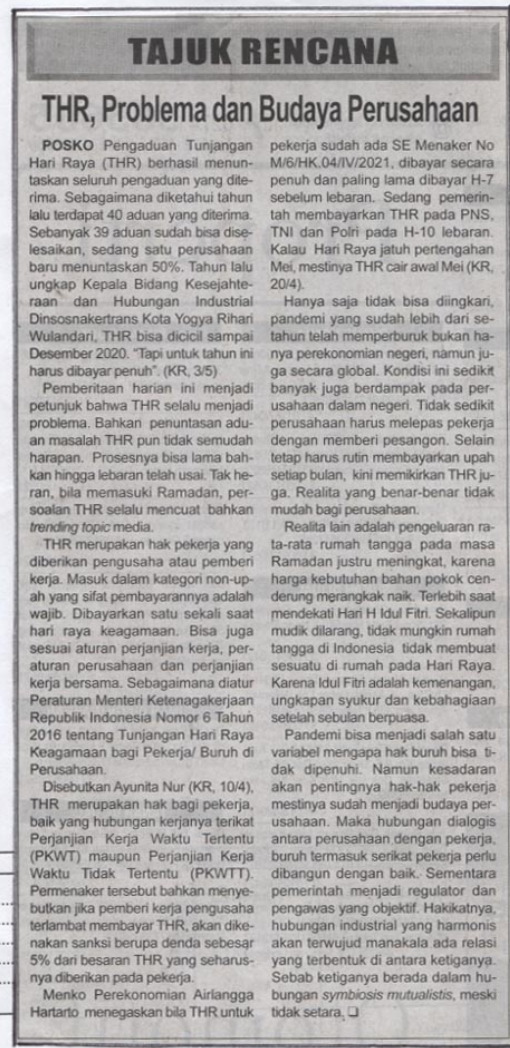 TAJUK RENCANA
THR, Problema dan Budaya Perusahaan
POSKO Pengaduan Tunjangan
Hari Raya (THR) berhasil menun-
taskan seluruh pengaduan yang dite-
rima. Sebagaimana diketahui tahun
lalu terdapat 40 aduan yang diterima.
Sebanyak 39 aduan sudah bisa dise-
lesaikan, sedang satu perusahaan
baru menuntaskan 50%. Tahun lalu
ungkap Kepala Bidang Kesejahte-
raan dan Hubungan Industrial
Dinsosnakertrans Kota Yogya Rihari
Wulandari, THR bisa dicicil sampai
Desember 2020. "Tapi untuk tahun ini
harus dibayar penuh". (KR, 3/5)
Pemberitaan harian ini menjadi
petunjuk bahwa THR selalu menjadi
problema. Bahkan penuntasan adu-
an masalah THR pun tidak semudah
harapan. Prosesnya bisa lama bah-
kan hingga lebaran telah usai. Tak he-
ran, bila memasuki Ramadan, per-
soalan THR selalu mencuat bahkan
trending topic media.
THR merupakan hak pekerja yang
diberikan pengusaha atau pemberi
kerja. Masuk dalam kategori non-up-
ah yang sifat pembayarannya adalah
wajib. Dibayarkan satu sekali saat
hari raya keagamaan. Bisa juga
sesuai aturan perjanjian kerja, per-
aturan perusahaan dan perjanjian
kerja bersama. Sebagaimana diatur
Peraturan Menteri Ketenagakerjaan
Republik Indonesia Nomor 6 Tahun
2016 tentang Tunjangan Hari Raya
Keagamaan bagi Pekerja/ Buruh di
Perusahaan.
Disebutkan Ayunita Nur (KR, 10/4),
THR merupakan hak bagi pekerja,
baik yang hubungan kerjanya terikat
Perjanjian Kerja Waktu Tertentu
(PKWT) maupun Perjanjian Kerja
Waktu Tidak Tertentu (PKWTT).
Permenaker tersebut bahkan menye-
butkan jika pemberi kerja pengusaha
terlambat membayar THR, akan dike-
nakan sanksi berupa denda sebesar
5% dari besaran THR yang seharus-
nya diberikan pada pekerja.
Menko Perekonomian Airlangga
Hartarto menegaskan bila THR untuk
pekerja sudah ada SE Menaker No
M/6/HK.04/IV/2021, dibayar secara
penuh dan paling lama dibayar H-7
sebelum lebaran. Sedang pemerin-
tah membayarkan THR pada PNS,
TNI dan Polri pada H-10 lebaran.
Kalau Hari Raya jatuh pertengahan
Mei, mestinya THR cair awal Mei (KR,
20/4).
Hanya saja tidak bisa diingkari,
pandemi yang sudah lebih dari se-
tahun telah memperburuk bukan ha-
nya perekonomian negeri, namun ju-
ga secara global. Kondisi ini sedikit
banyak juga berdampak pada per-
usahaan dalam negeri. Tidak sedikit
perusahaan harus melepas pekerja
dengan memberi pesangon. Selain
tetap harus rutin membayarkan upah
setiap bulan, kini memikirkan THR ju-
ga. Realita yang benar-benar tidak
mudah bagi perusahaan.
Realita lain adalah pengeluaran ra-
ta-rata rumah tangga pada masa
Ramadan justru meningkat, karena
harga kebutuhan bahan pokok cen-
derung merangkak naik. Terlebih saat
mendekati Hari H Idul Fitri. Sekalipun
mudik dilarang, tidak mungkin rumah
tangga di Indonesia tidak membuat
sesuatu di rumah pada Hari Raya.
Karena Idul Fitri adalah kemenangan,
ungkapan syukur dan kebahagiaan
setelah sebulan berpuasa.
Pandemi bisa menjadi salah satu
variabel mengapa hak buruh bisa ti-
dak dipenuhi. Namun kesadaran
akan pentingnya hak-hak pekerja
mestinya sudah menjadi budaya per-
usahaan. Maka hubungan dialogis
antara perusahaan dengan pekerja,
buruh termasuk serikat pekerja perlu
dibangun dengan baik. Sementara
pemerintah menjadi regulator dan
pengawas yang objektif. Hakikatnya,
hubungan industrial yang harmonis
akan terwujud manakala ada relasi
yang terbentuk di antara ketiganya.
Sebab ketiganya berada dalam hu-
bungan symbiosis mutualistis, meski
tidak setara. ❑